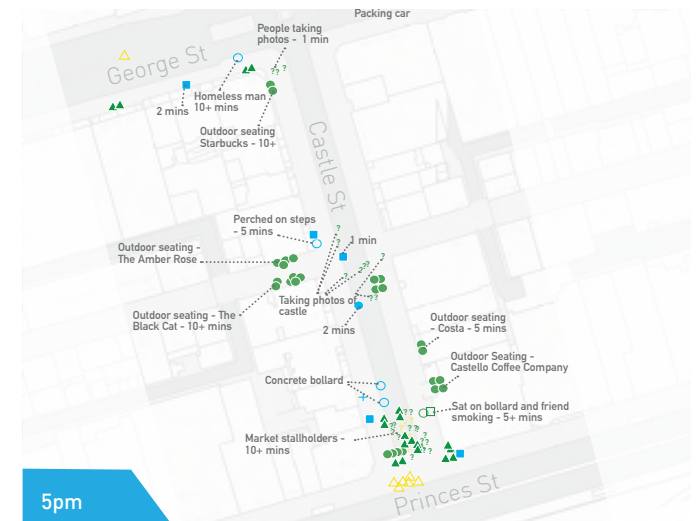 Packing car
People taking
photos - 1 min
George St
Homeless man
10+ mins
2 mins
Outdoor seating
Starbucks - 10+
Castle St
Perched on steps
- 5 mins
1 min
Outdoor seating -
The Amber Rose
Taking photos of
castle
Outdoor seating - The
Black Cat - 10+ mins
2 mins
Outdoor seating
- Costa - 5 mins
Outdoor Seating -
Castello Coffee Company
Concrete bollard
Sat on bollard and friend
smoking - 5+ mins
Market stallholders -
10+ mins
Princes St
5pm